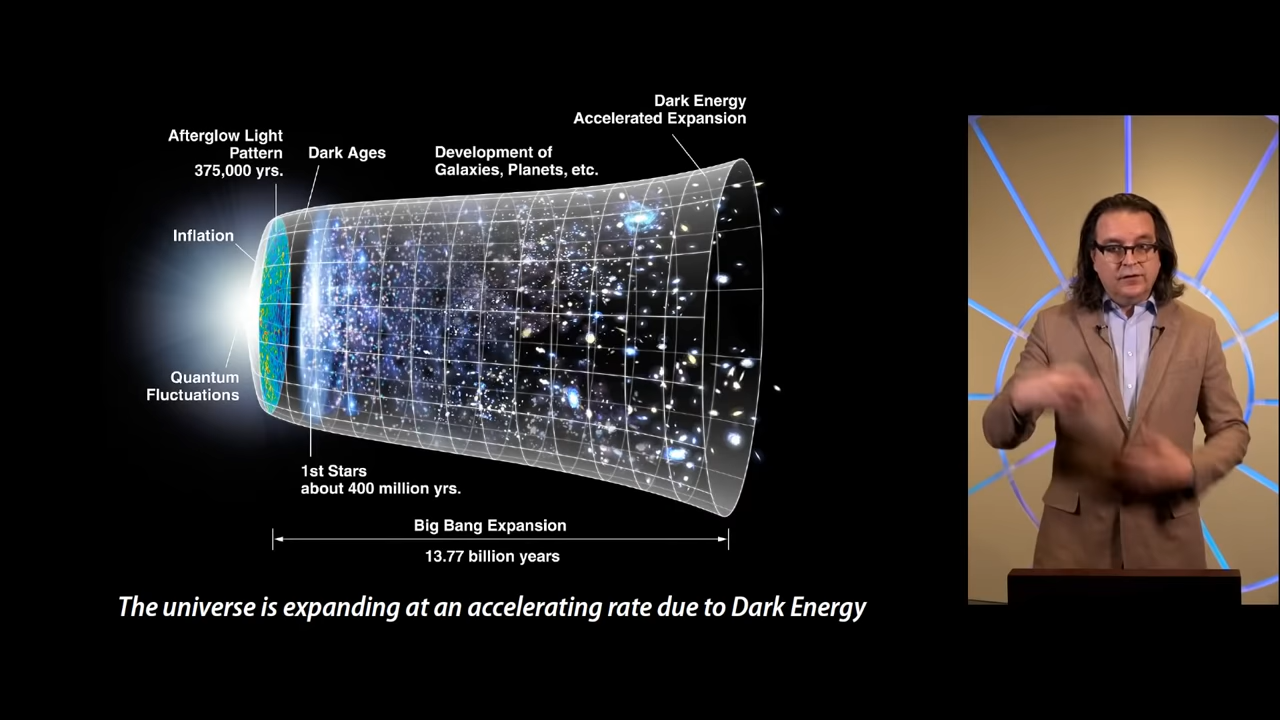 Dark Energy
Accelerated Expansion
Afterglow Light
Pattern
375,000 yrs.
Dark Ages
Development of
Galaxies, Planets, etc.
Inflation
Quantum
Fluctuations
1st Stars
about 400 million yrs.
Big Bang Expansion
13.77 billion years
The universe is expanding at an accelerating rate due to Dark Energy